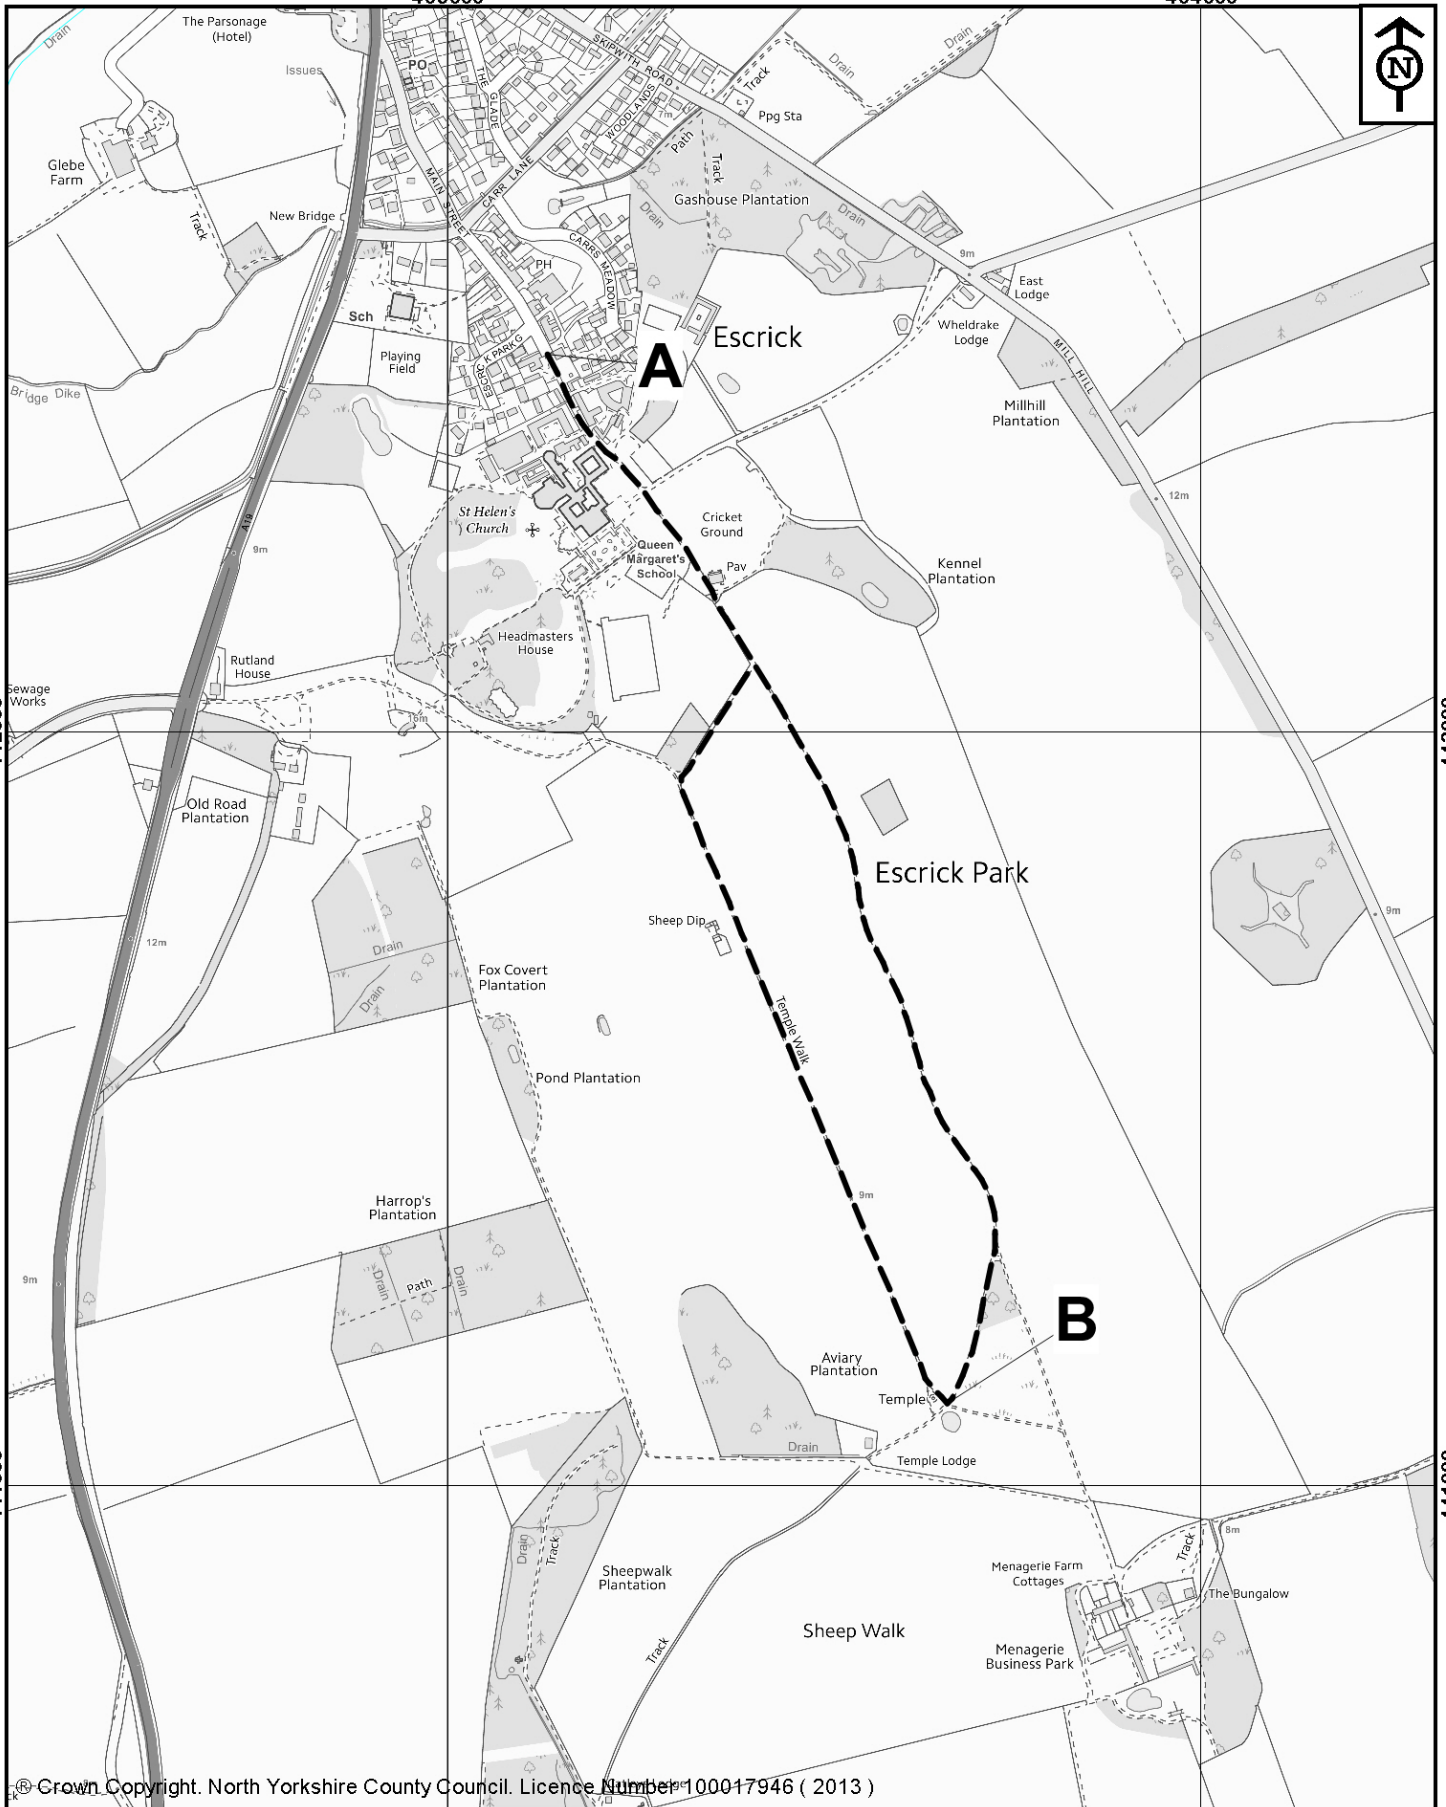 The Parsonage
(Hotel)
Drain
Issues
PO
THE GLADE
SKIPWITH ROAD
WOODLANDS
7m
Drain
Path
Track
Track
Ppg Sta
Drain
Drain
N
Glebe
Farm
Track
New Bridge
MAIN STREET
CARR LANE
Gashouse Plantation
Drain
Drain
CARRS MEADOW
PH
9m
East
Lodge
Wheldrake
Lodge
MILL HILL
Sch
Playing
Field
Escrick
A
Bridge Dike
Millhill
Plantation
12m
A19
9m
St Helen's
Church
Cricket
Ground
Queen
Margaret's
School
Pav
Kennel
Plantation
Headmasters
House
Rutland
House
Sewage
Works
16m
Old Road
Plantation
Escrick Park
Sheep Dip
9m
12m
Drain
Drain
Fox Covert
Plantation
Temple Walk
Pond Plantation
9m
Harrop's
Plantation
Drain
Path
Drain
9m
B
Aviary
Plantation
Temple
Drain
Temple Lodge
Drain
Track
Sheepwalk
Plantation
Track
Sheep Walk
8m
Track
Menagerie Farm
Cottages
The Bungalow
Menagerie
Business Park
® Crown Copyright. North Yorkshire County Council. Licence Number 100017946 ( 2013 )